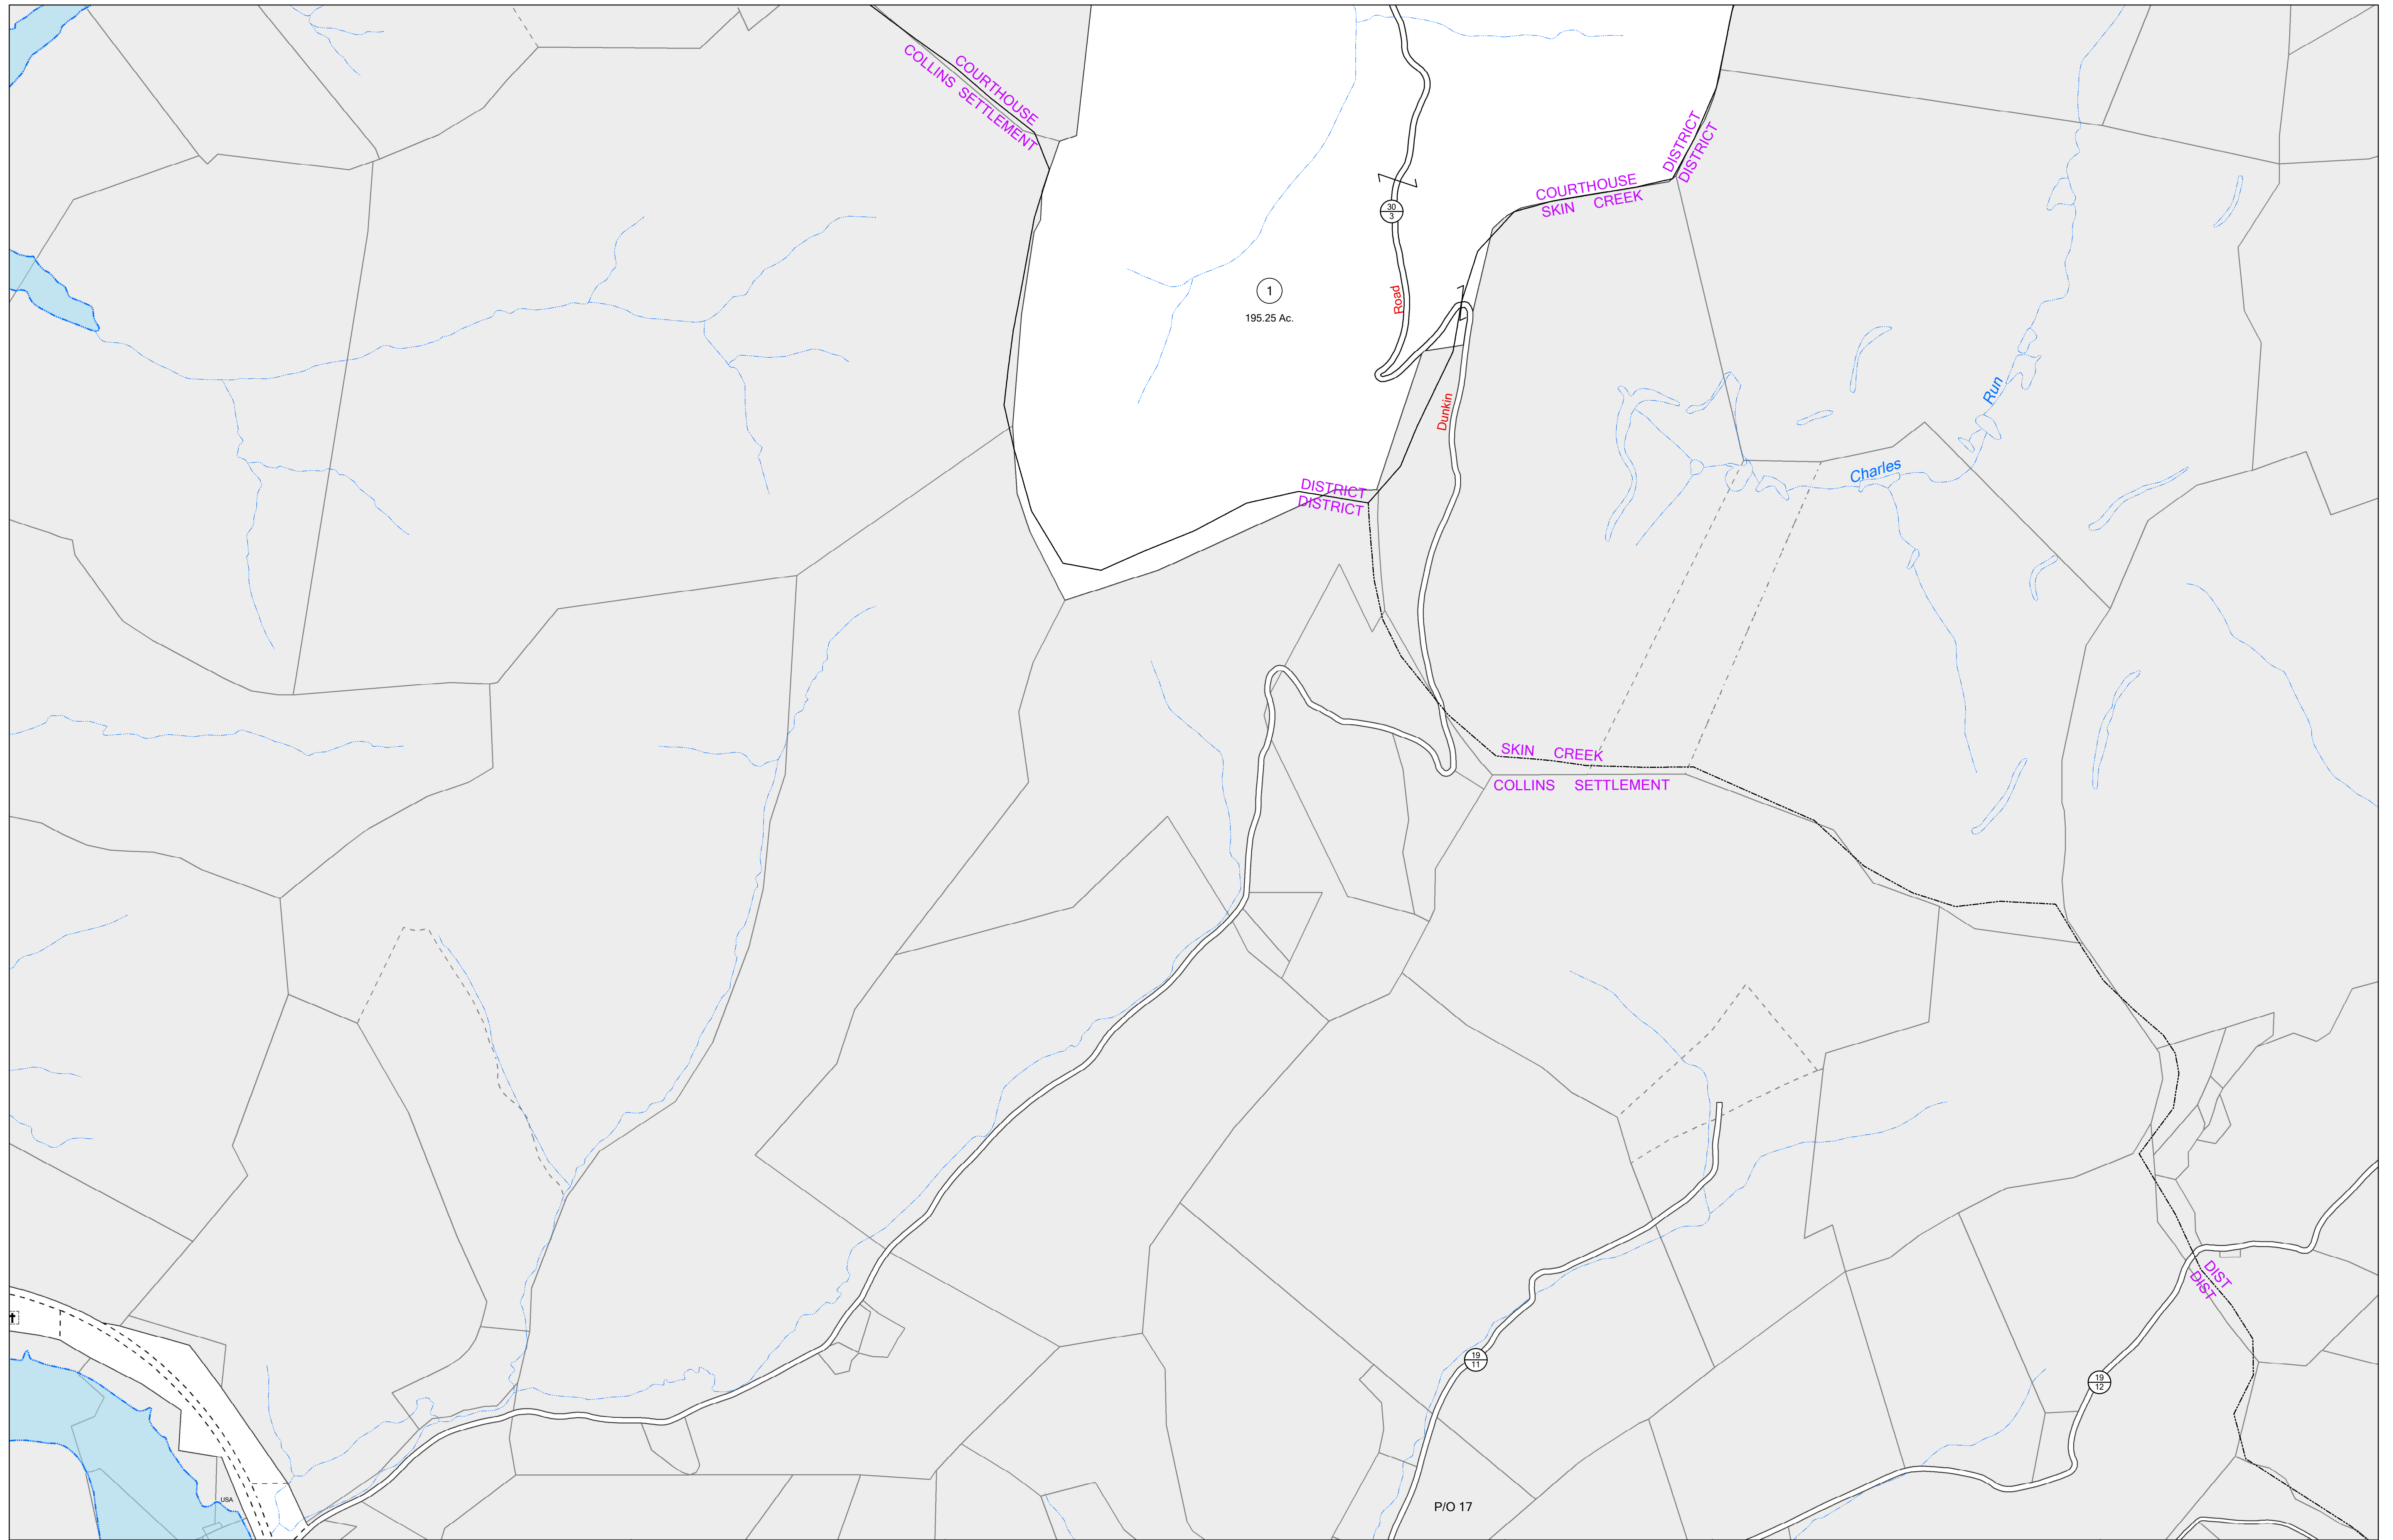 COURTHOUSE
COLLINS SETTLEMENT
DISTRICT
DISTRICT
COURTHOUSE
SKIN CREEK
30
3
1
195.25 Ac.
Road
Dunkin
Run
Charles
DISTRICT
DISTRICT
SKIN CREEK
COLLINS SETTLEMENT
DIST
DIST
19
11
19
12
USA
P/O 17